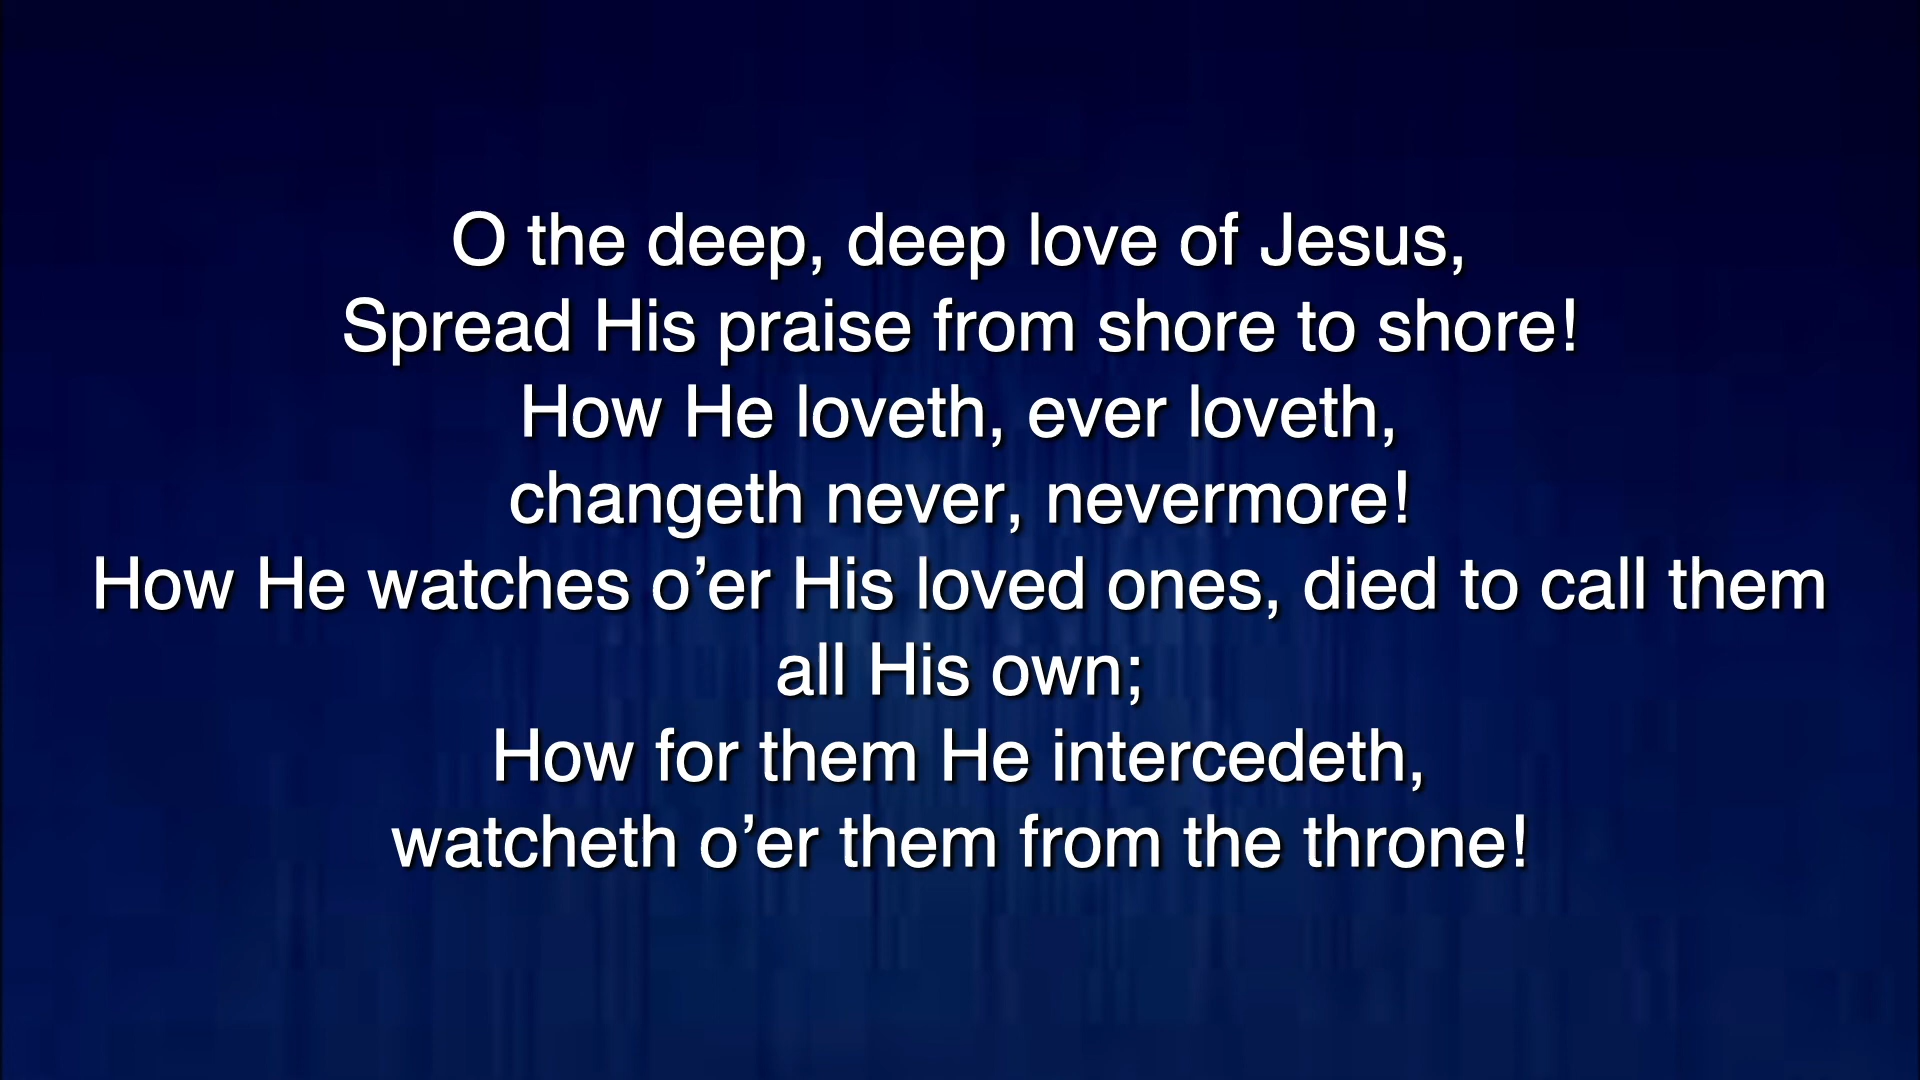 O the deep, deep love of Jesus,
Spread His praise from shore to shore!
How He loveth, ever loveth,
changeth never, nevermore!
How He watches o’er His loved ones, died to call them
all His own;
How for them He intercedeth,
watcheth o’er them from the throne!